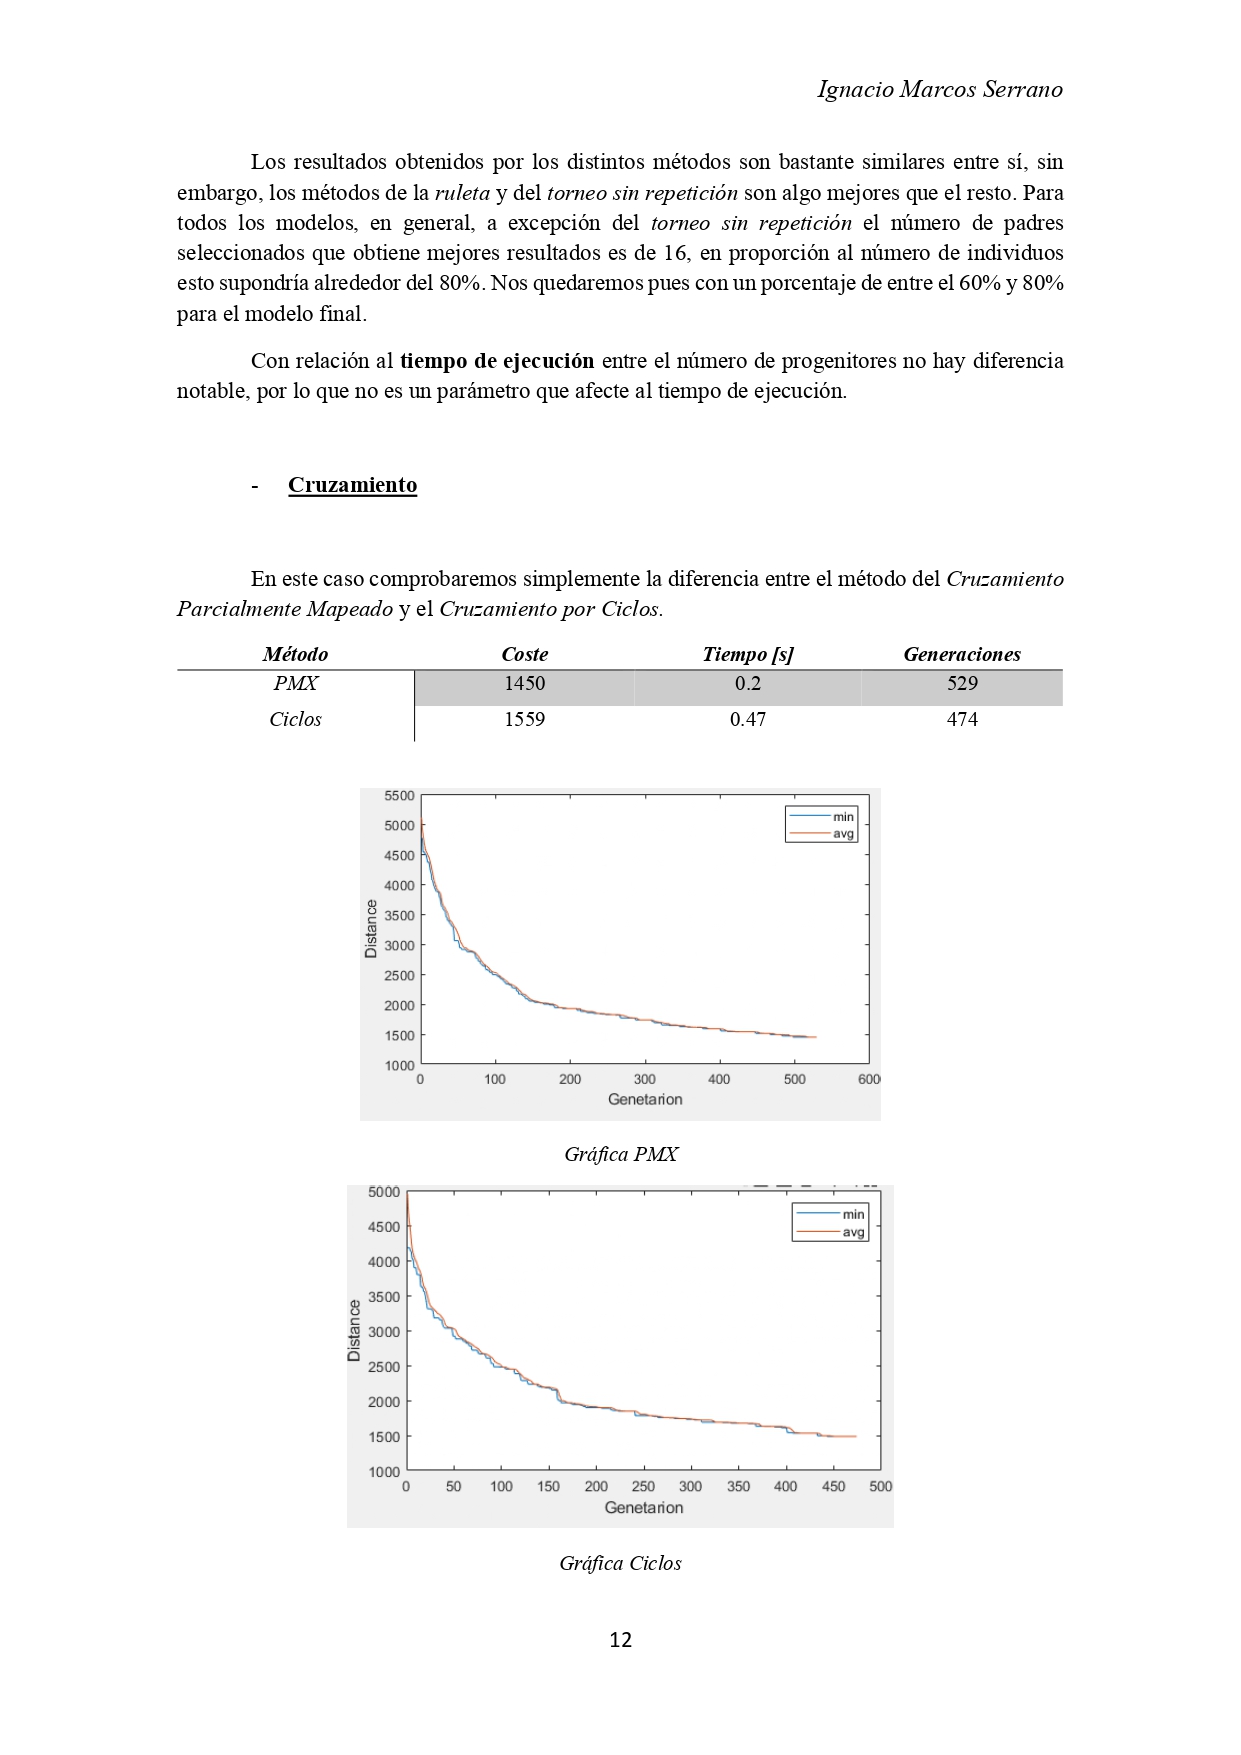 Ignacio Marcos Serrano
Los resultados obtenidos por los distintos métodos son bastante similares entre sí, sin
embargo, los métodos de la ruleta y del torneo sin repetición son algo mejores que el resto. Para
todos los modelos, en general, a excepción del torneo sin repetición el número de padres
seleccionados que obtiene mejores resultados es de 16, en proporción al número de individuos
esto supondría alrededor del 80%. Nos quedaremos pues con un porcentaje de entre el 60% y 80%
para el modelo final.
Con relación al tiempo de ejecución entre el número de progenitores no hay diferencia
notable, por lo que no es un parámetro que afecte al tiempo de ejecución.
- Cruzamiento
En este caso comprobaremos simplemente la diferencia entre el método del Cruzamiento
Parcialmente Mapeado y el Cruzamiento por Ciclos.
Método Coste Tiempo [s] Generaciones
PMX 1450 0.2 529
Ciclos 1559 0.47 474
5500
5000
4500
4000
3500
3000
2500
2000
1500
1000
Distance
min
avg
0 100 200 300 400 500 600
Genetarion
Gráfica PMX
5000
4500
4000
3500
3000
2500
2000
1500
1000
Distance
min
avg
0 50 100 150 200 250 300 350 400 450 500
Genetarion
Gráfica Ciclos
12